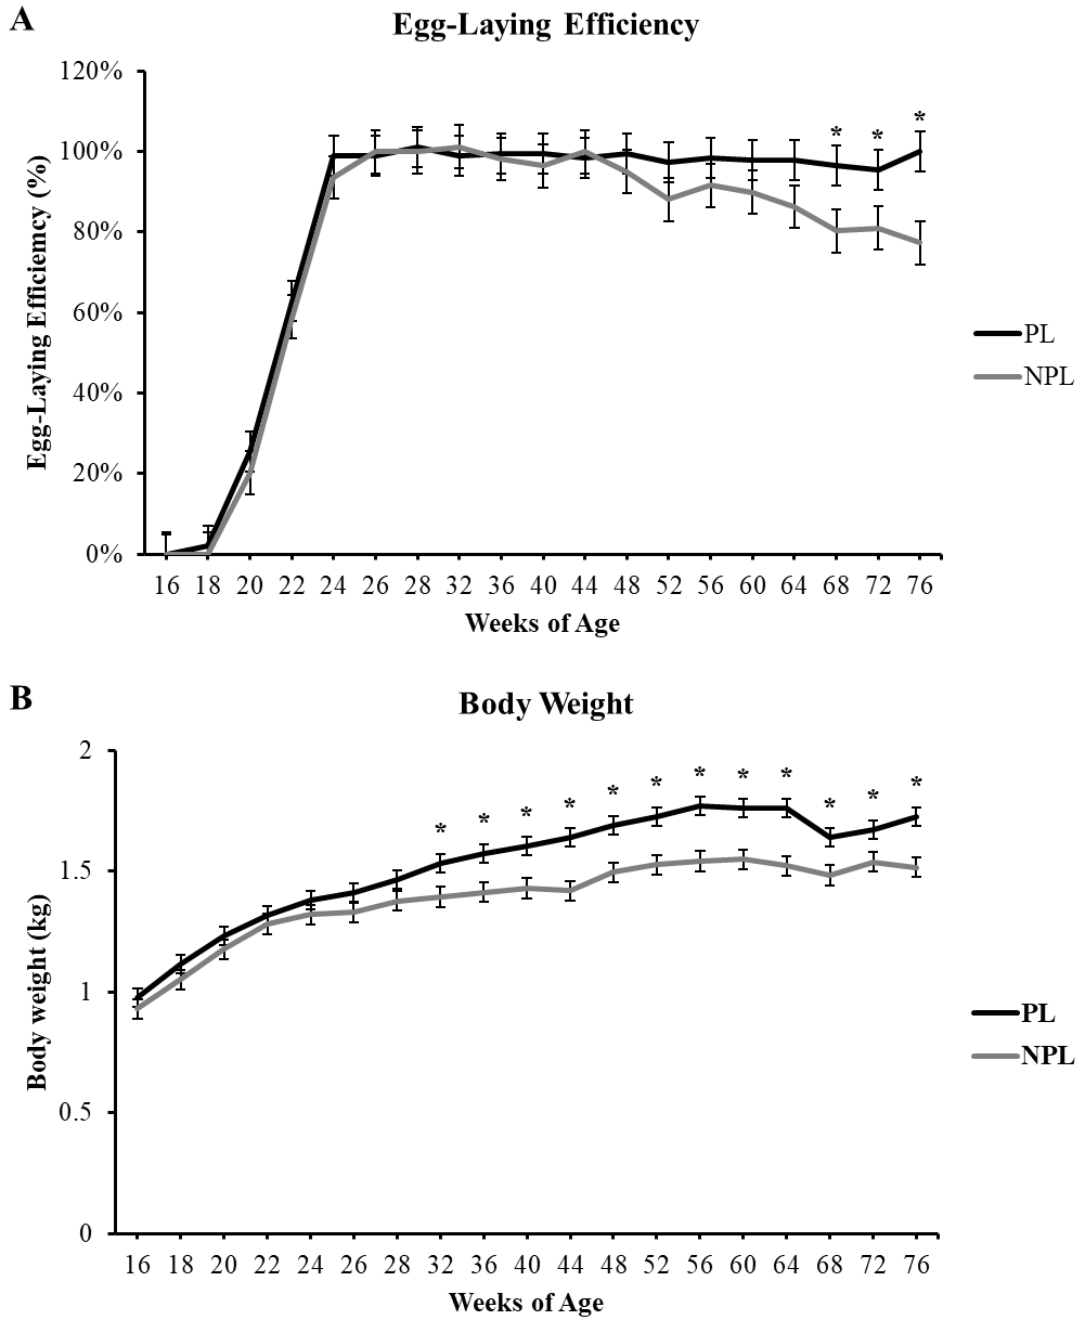 A
Egg-Laying Efficiency
120%
100%
80%
60%
40%
20%
0%
Egg-Laying Efficiemcy (%)
* * *
PL
NPL
16 18 20 22 24 26 28 32 36 40 44 48 52 56 60 64 68 72 76
Weeks of Age
B
Body Weight
2
1.5
1
0.5
0
Body weight (kg)
* * * * * * * * * * * *
PL
NPL
16 18 20 22 24 26 28 32 36 40 44 48 52 56 60 64 68 72 76
Weeks of Age